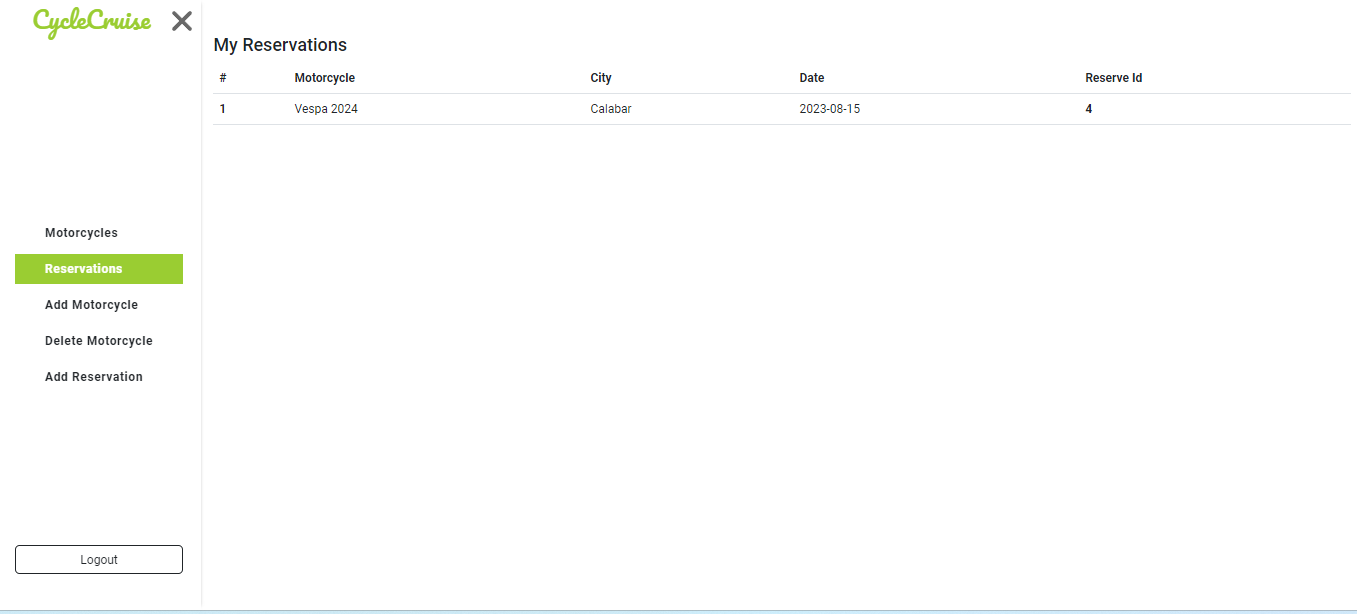 CycleCruise
My Reservations
# Motorcycle City Date Reserve Id
1 Vespa 2024 Calabar 2023-08-15 4
Motorcycles
Reservations
Add Motorcycle
Delete Motorcycle
Add Reservation
Logout